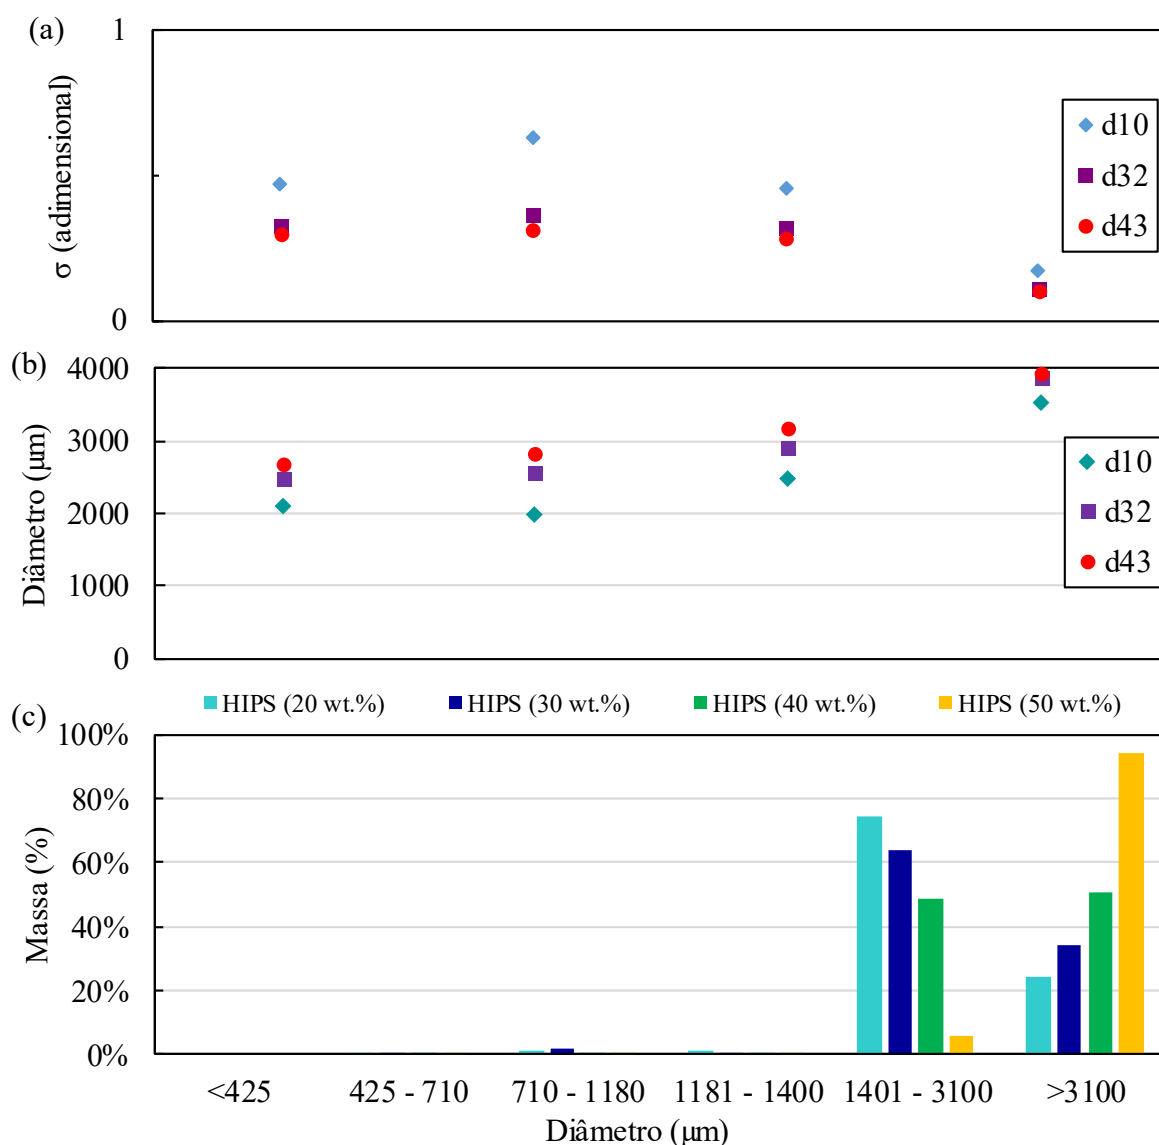 (a)
1
σ (adimensional)
0
d10
d32
d43
(b)
4000
3000
2000
1000
0
Diâmetro (µm)
d10
d32
d43
HIPS (20 wt.%)
HIPS (30 wt.%)
HIPS (40 wt.%)
HIPS (50 wt.%)
(c)
100%
80%
60%
40%
20%
0%
Massa (%)
<425
425 - 710
710 - 1180
1181 - 1400
1401 - 3100
>3100
Diâmetro (µm)